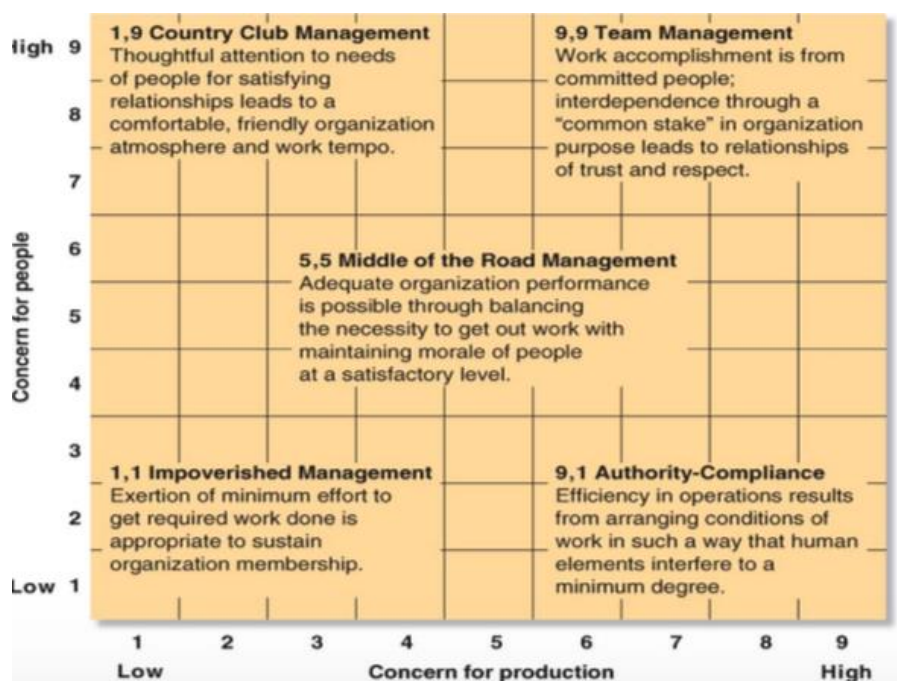 High 9
1,9 Country Club Management
Thoughtful attention to needs
of people for satisfying
relationships leads to a
comfortable, friendly organization
atmosphere and work tempo.
9,9 Team Management
Work accomplishment is from
committed people;
interdependence through a
“common stake” in organization
purpose leads to relationships
of trust and respect.
8
7
6
5
4
3
2
Low 1
Concern for people
5,5 Middle of the Road Management
Adequate organization performance
is possible through balancing
the necessity to get out work with
maintaining morale of people
at a satisfactory level.
1,1 Impoverished Management
Exertion of minimum effort to
get required work done is
appropriate to sustain
organization membership.
9,1 Authority-Compliance
Efficiency in operations results
from arranging conditions of
work in such a way that human
elements interfere to a
minimum degree.
1 2 3 4 5 6 7 8 9
Low Concern for production High